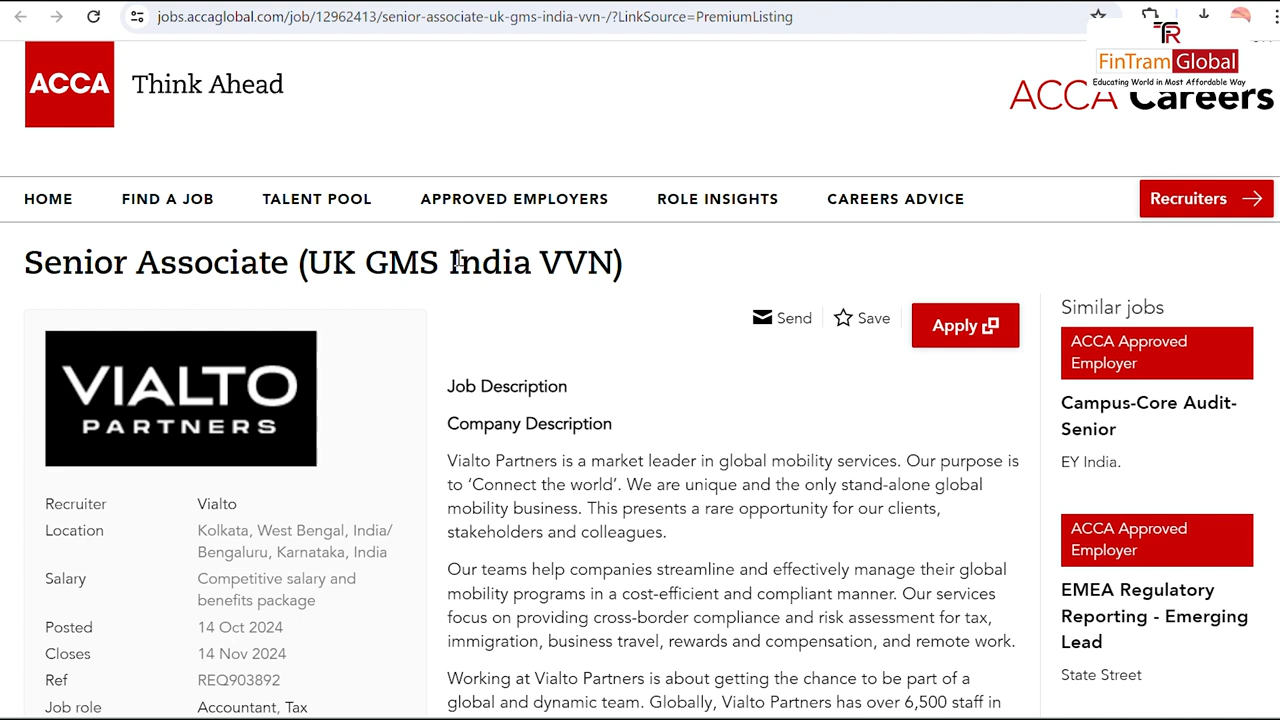 jobs.accaglobal.com/job/12962413/senior-associate-uk-gms-india-vvn-/?LinkSource=PremiumListing
FR
FinTram Global
Educating World in Most Affordable Way
ACCA Think Ahead
ACCA Careers
HOME FIND A JOB TALENT POOL APPROVED EMPLOYERS ROLE INSIGHTS CAREERS ADVICE Recruiters
Senior Associate (UK GMS India VVN)
VIALTO
PARTNERS
Recruiter Vialto
Location Kolkata, West Bengal, India/
Bengaluru, Karnataka, India
Salary Competitive salary and
benefits package
Posted 14 Oct 2024
Closes 14 Nov 2024
Ref REQ903892
Job role Accountant, Tax
Send Save Apply
Job Description
Company Description
Vialto Partners is a market leader in global mobility services. Our purpose is
to ‘Connect the world’. We are unique and the only stand-alone global
mobility business. This presents a rare opportunity for our clients,
stakeholders and colleagues.
Our teams help companies streamline and effectively manage their global
mobility programs in a cost-efficient and compliant manner. Our services
focus on providing cross-border compliance and risk assessment for tax,
immigration, business travel, rewards and compensation, and remote work.
Working at Vialto Partners is about getting the chance to be part of a
global and dynamic team. Globally, Vialto Partners has over 6,500 staff in
Similar jobs
ACCA Approved
Employer
Campus-Core Audit-
Senior
EY India.
ACCA Approved
Employer
EMEA Regulatory
Reporting - Emerging
Lead
State Street